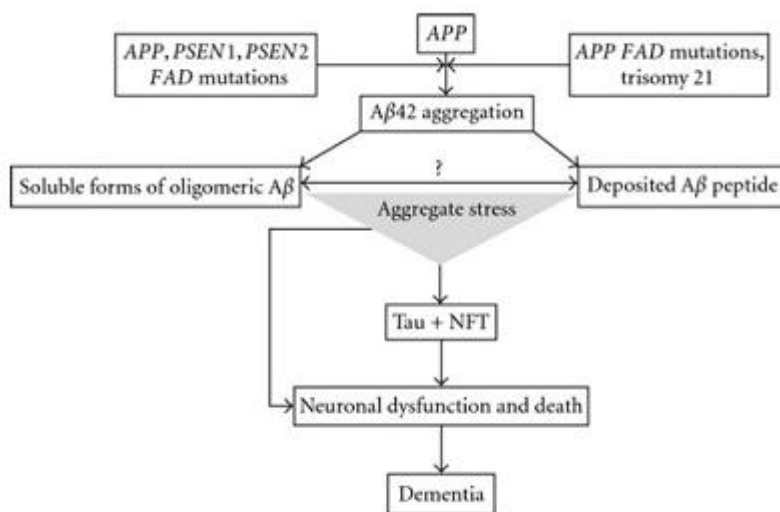 APP
APP, PSEN1, PSEN2
FAD mutations
APP FAD mutations,
trisomy 21
Aβ42 aggregation
?
Soluble forms of oligomeric Aβ
Deposited Aβ peptide
Aggregate stress
Tau + NFT
Neuronal dysfunction and death
Dementia